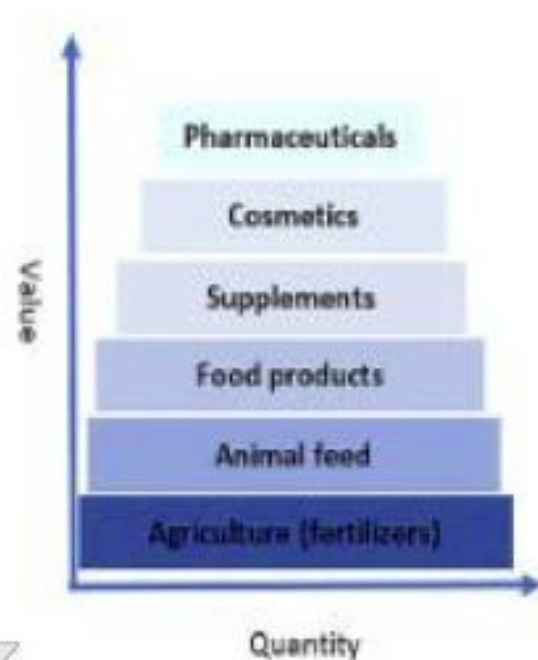 Pharmaceuticals
Cosmetics
Supplements
Food products
Animal feed
Agriculture (fertilizers)
Value
Quantity